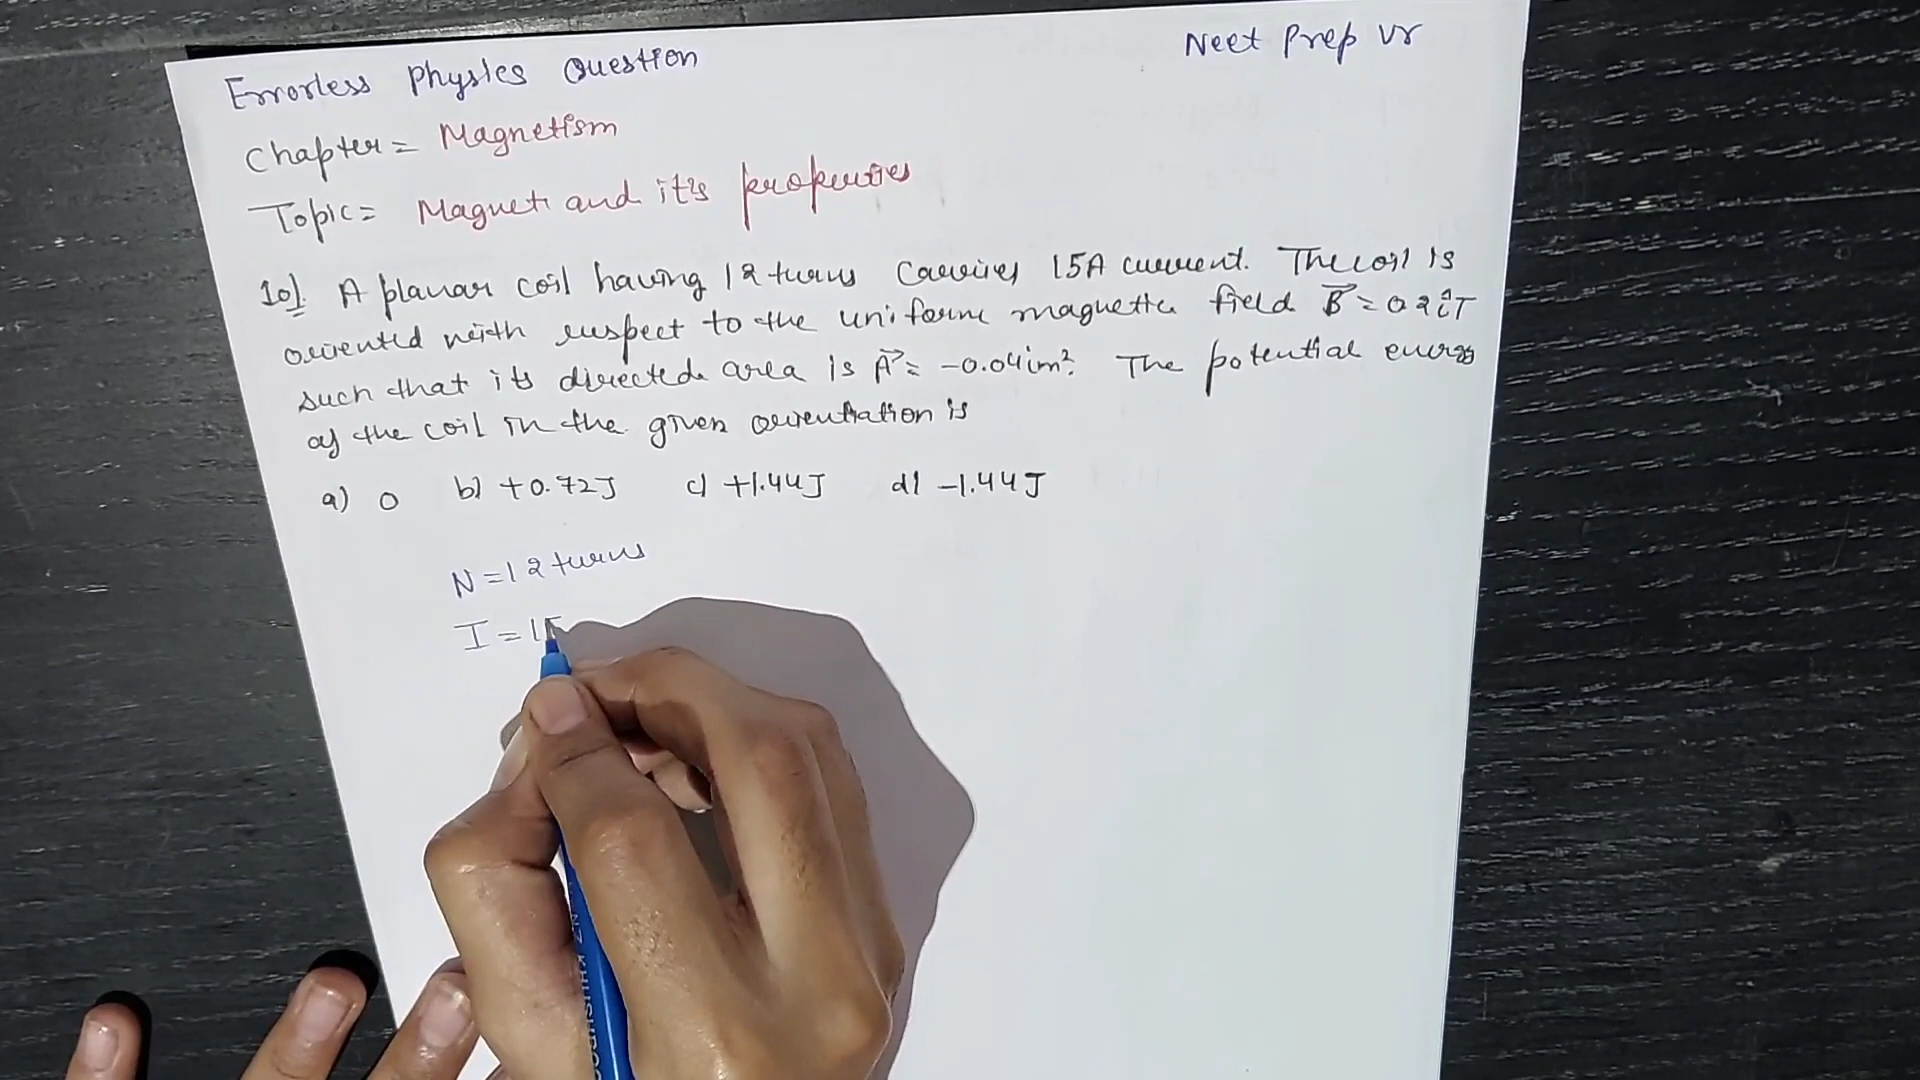 Errorless Physics Question
Neet Prep Vr
Chapter = Magnetism
Topic = Magnet and it's properties
10]. A planar coil having 12 turns Carries 15A current. The coil is
oriented with respect to the uniform magnetic field B⃗ = 0.2îT
such that its directed area is A⃗ = -0.04îm². The potential energy
of the coil in the given orientation is
a) 0 b) +0.72J c) +1.44J d) -1.44J
N = 12 turns
I = 15